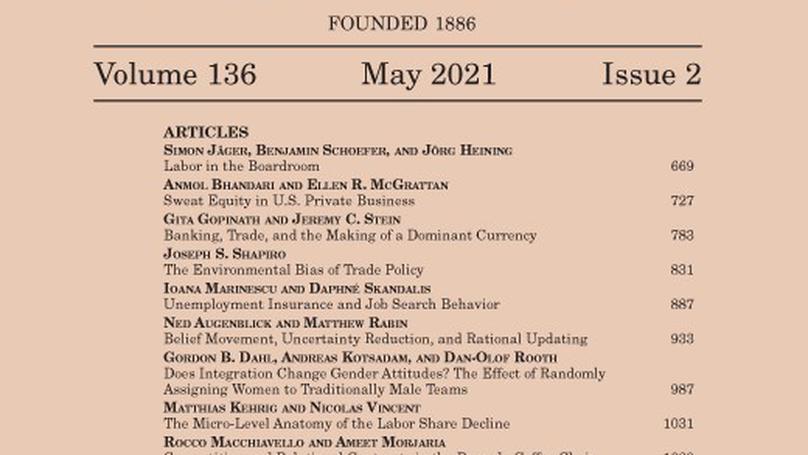 FOUNDED 1886
Volume 136 May 2021 Issue 2
ARTICLES
SIMON JÄGER, BENJAMIN SCHOEFER, AND JÖRG HEINING
Labor in the Boardroom 669
ANMOL BHANDARI AND ELLEN R. MCGRATTAN
Sweat Equity in U.S. Private Business 727
GITA GOPINATH AND JEREMY C. STEIN
Banking, Trade, and the Making of a Dominant Currency 783
JOSEPH S. SHAPIRO
The Environmental Bias of Trade Policy 831
IOANA MARINESCU AND DAPHNÉ SKANDALIS
Unemployment Insurance and Job Search Behavior 887
NED AUGENBLICK AND MATTHEW RABIN
Belief Movement, Uncertainty Reduction, and Rational Updating 933
GORDON B. DAHL, ANDREAS KOTSADAM, AND DAN-OLOF ROOTH
Does Integration Change Gender Attitudes? The Effect of Randomly
Assigning Women to Traditionally Male Teams 987
MATTHIAS KEHRIG AND NICOLAS VINCENT
The Micro-Level Anatomy of the Labor Share Decline 1031
ROCCO MACCHIAVELLO AND AMEET MORJARIA